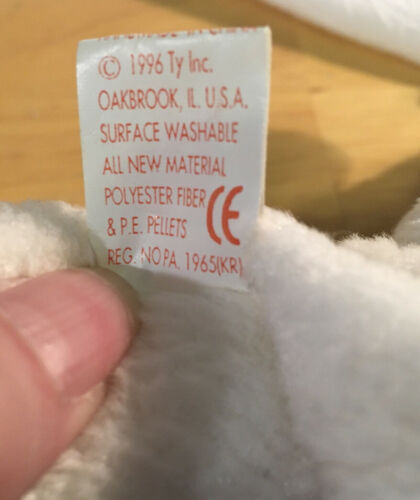 © 1996 Ty Inc.
OAKBROOK, IL. U.S.A.
SURFACE WASHABLE
ALL NEW MATERIAL
POLYESTER FIBER
& P.E. PELLETS CE
REG. NO PA. 1965(KR)